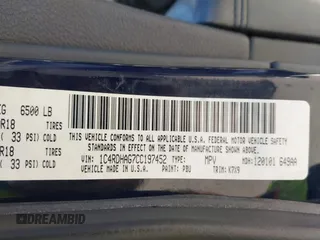 KG 6500 LB
R18 TIRES
( 33 PSI) COLD
R18 TIRES
( 33 PSI) COLD
THIS VEHICLE CONFORMS TO ALL APPLICABLE U.S.A. FEDERAL MOTOR VEHICLE SAFETY
STANDARDS IN EFFECT ON THE DATE OF MANUFACTURE SHOWN ABOVE.
VIN: 1C4RDHAG7CC197452 TYPE: MPV MDH: 120101 649AA
VEHICLE MADE IN U.S.A. PAINT: PBU TRIM: K7X9
DREAMBID